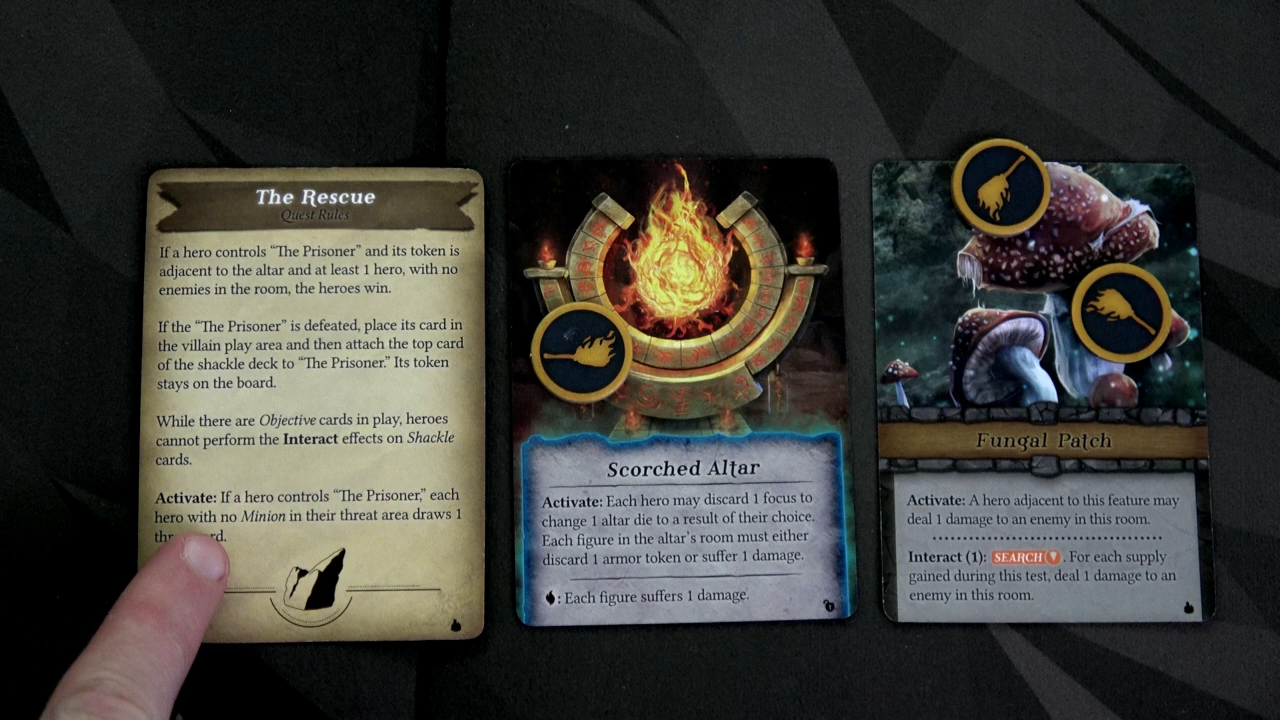 The Rescue
Quest Rules
If a hero controls “The Prisoner” and its token is
adjacent to the altar and at least 1 hero, with no
enemies in the room, the heroes win.
If the “The Prisoner” is defeated, place its card in
the villain play area and then attach the top card
of the shackle deck to “The Prisoner.” Its token
stays on the board.
While there are Objective cards in play, heroes
cannot perform the Interact effects on Shackle
cards.
Activate: If a hero controls “The Prisoner,” each
hero with no Minion in their threat area draws 1
Scorched Altar
Activate: Each hero may discard 1 focus to
change 1 altar die to a result of their choice.
Each figure in the altar's room must either
discard 1 armor token or suffer 1 damage.
: Each figure suffers 1 damage.
Fungal Patch
Activate: A hero adjacent to this feature may
deal 1 damage to an enemy in this room.
Interact (1): SEARCH . For each supply
gained during this test, deal 1 damage to an
enemy in this room.